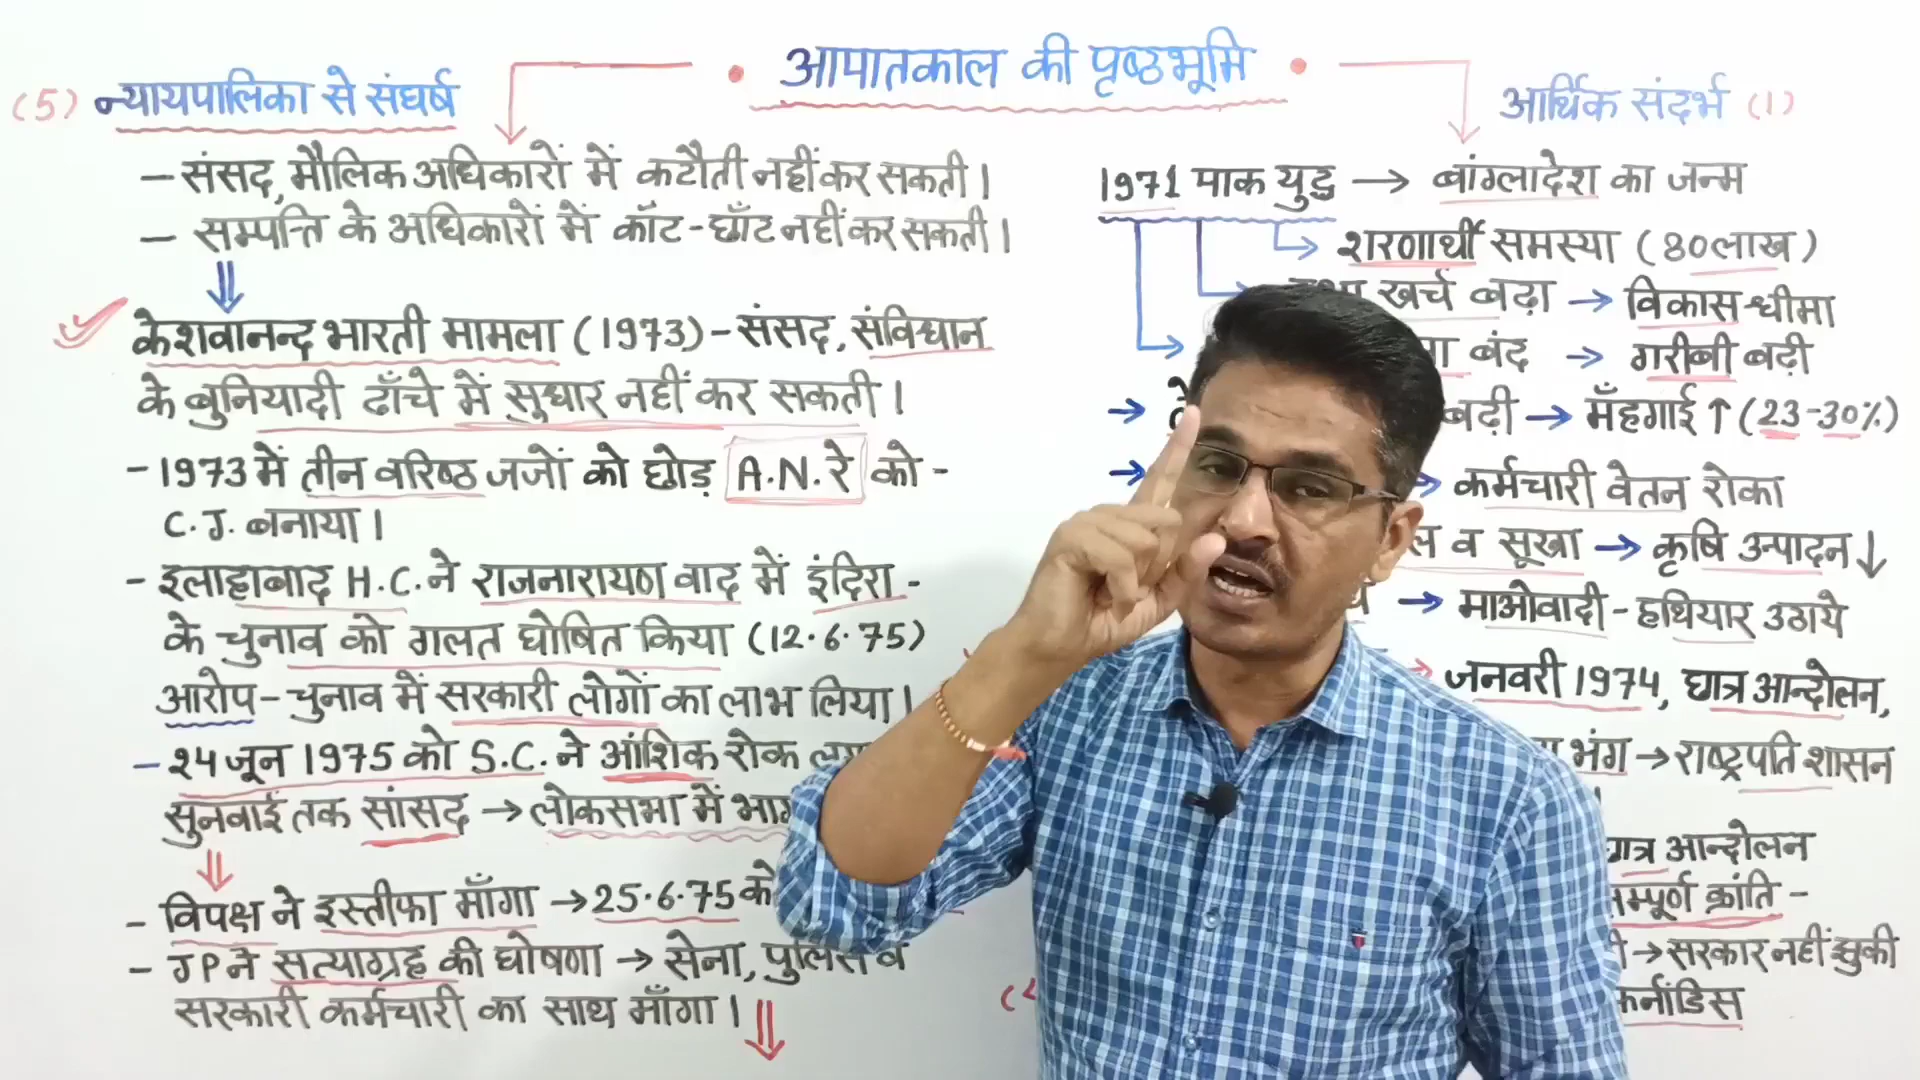 आपातकाल की पृष्ठभूमि
(5) न्यायपालिका से संघर्ष
– संसद, मौलिक अधिकारों में कटौती नहीं कर सकती।
– सम्पत्ति के अधिकारों में काँट-छाँट नहीं कर सकती।
केशवानन्द भारती मामला (1973) – संसद, संविधान
के बुनियादी ढाँचे में सुधार नहीं कर सकती।
- 1973 में तीन वरिष्ठ जजों को छोड़ A.N. रे को -
C.J. बनाया।
- इलाहाबाद H.C. ने राजनारायण वाद में इंदिरा -
के चुनाव को गलत घोषित किया (12.6.75)
आरोप - चुनाव में सरकारी लोगों का लाभ लिया।
– 24 जून 1975 को S.C. ने आंशिक रोक
सुनवाई तक सांसद → लोकसभा में
- विपक्ष ने इस्तीफा माँगा → 25.6.75 को
- JP ने सत्याग्रह की घोषणा → सेना, पुलिस व
सरकारी कर्मचारी का साथ माँगा।
आर्थिक संदर्भ (1)
1971 पाक युद्ध → बांग्लादेश का जन्म
→ शरणार्थी समस्या (80 लाख)
खर्च बढ़ा → विकास धीमा
बंद → गरीबी बढ़ी
→ बढ़ी → मँहगाई ↑ (23-30%)
→ → कर्मचारी वेतन रोका
व सूखा → कृषि उत्पादन ↓
→ माओवादी - हथियार उठाये
→ जनवरी 1974, छात्र आन्दोलन,
भंग → राष्ट्रपति शासन
आन्दोलन
क्रांति -
→ सरकार नहीं झुकी